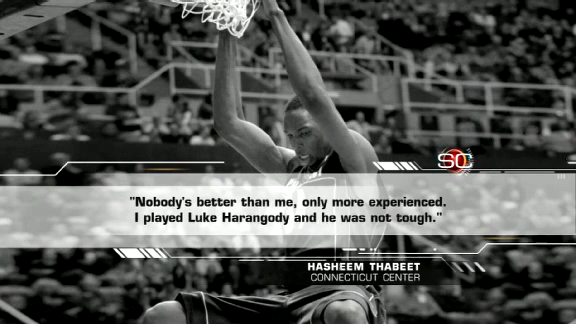 SC
"Nobody's better than me, only more experienced.
I played Luke Harangody and he was not tough."
HASHEEM THABEET
CONNECTICUT CENTER